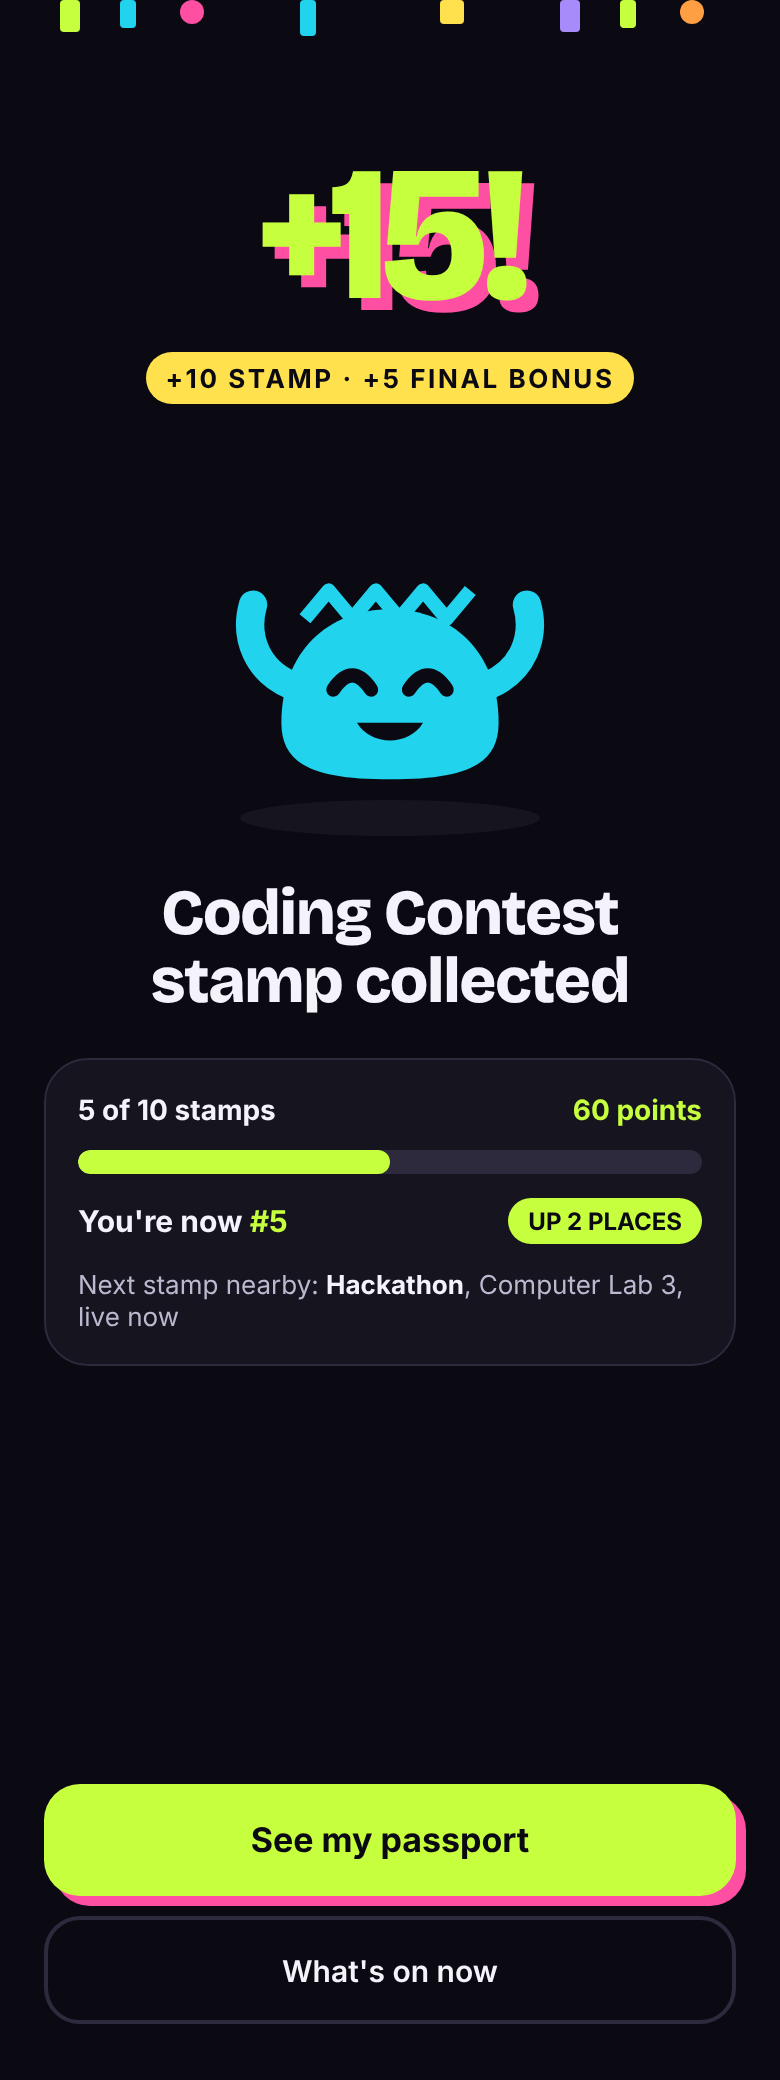 +15!
+10 STAMP · +5 FINAL BONUS
Coding Contest
stamp collected
5 of 10 stamps
60 points
You're now #5
UP 2 PLACES
Next stamp nearby: Hackathon, Computer Lab 3,
live now
See my passport
What's on now